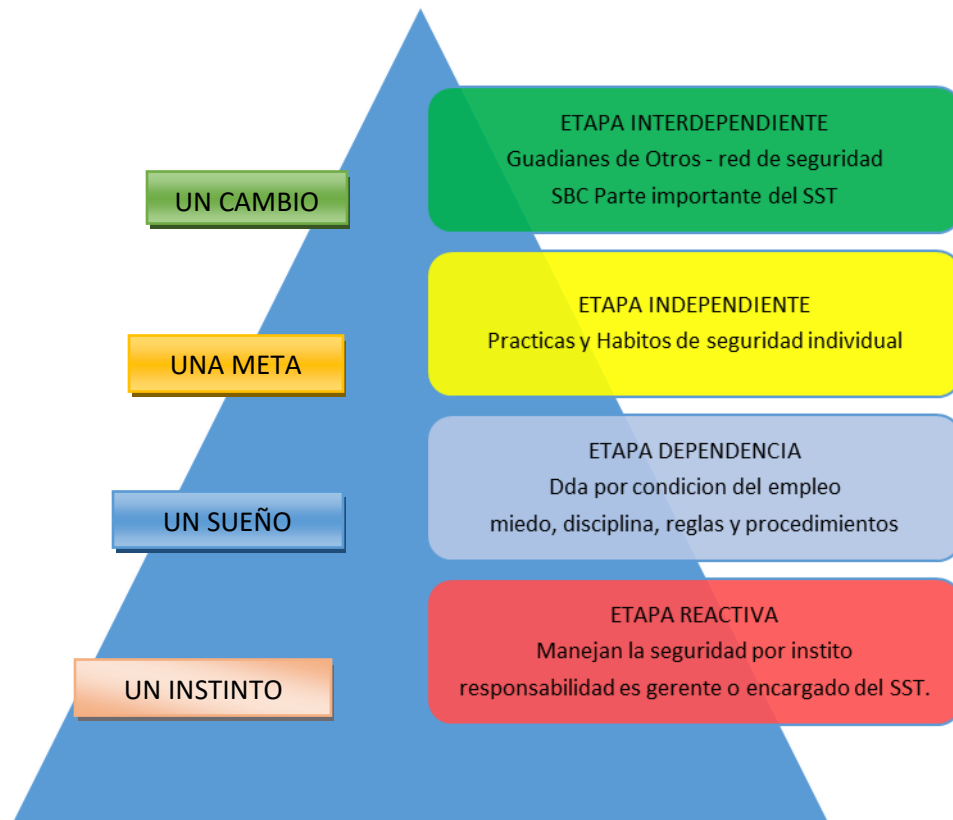 ETAPA INTERDEPENDIENTE
Guadianes de Otros - red de seguridad
SBC Parte importante del SST
UN CAMBIO
ETAPA INDEPENDIENTE
Practicas y Habitos de seguridad individual
UNA META
ETAPA DEPENDENCIA
Dda por condicion del empleo
miedo, disciplina, reglas y procedimientos
UN SUEÑO
ETAPA REACTIVA
Manejan la seguridad por instito
responsabilidad es gerente o encargado del SST.
UN INSTINTO